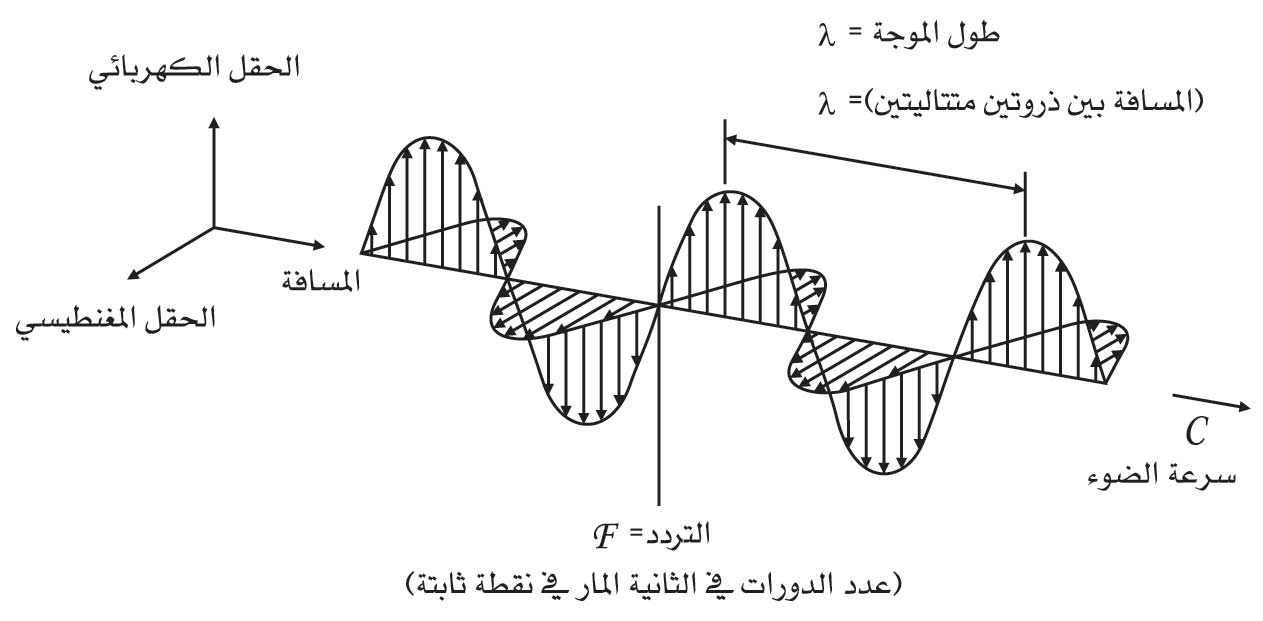 طول الموجة = λ
(المسافة بين ذروتين متتاليتين)= λ
الحقل الكهربائي
المسافة
الحقل المغنطيسي
C
سرعة الضوء
التردد= F
(عدد الدورات في الثانية المار في نقطة ثابتة)